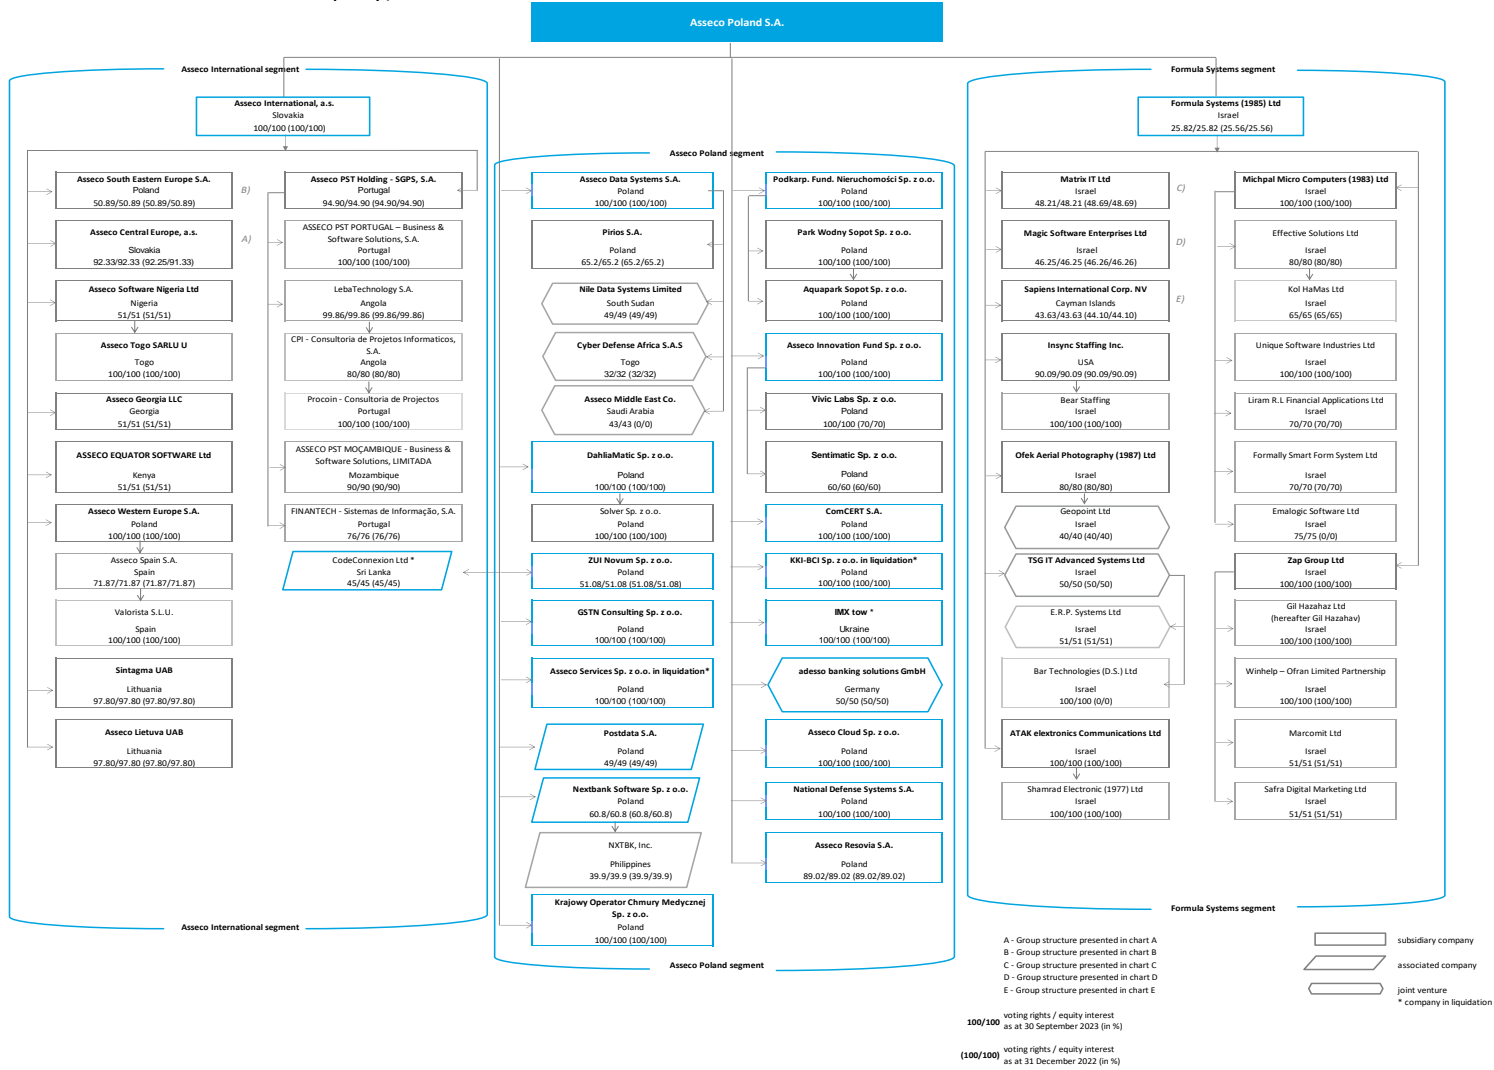 Asseco Poland S.A.
Asseco International segment
Asseco International, a.s.
Slovakia
100/100 (100/100)
Asseco South Eastern Europe S.A.
Poland
50.89/50.89 (50.89/50.89)
B)
Asseco Central Europe, a.s.
Slovakia
92.33/92.33 (92.25/91.33)
A)
Asseco Software Nigeria Ltd
Nigeria
51/51 (51/51)
Asseco Togo SARLU U
Togo
100/100 (100/100)
Asseco Georgia LLC
Georgia
51/51 (51/51)
ASSECO EQUATOR SOFTWARE Ltd
Kenya
51/51 (51/51)
Asseco Western Europe S.A.
Poland
100/100 (100/100)
Asseco Spain S.A.
Spain
71.87/71.87 (71.87/71.87)
Valorista S.L.U.
Spain
100/100 (100/100)
Sintagma UAB
Lithuania
97.80/97.80 (97.80/97.80)
Asseco Lietuva UAB
Lithuania
97.80/97.80 (97.80/97.80)
Asseco PST Holding - SGPS, S.A.
Portugal
94.90/94.90 (94.90/94.90)
ASSECO PST PORTUGAL – Business &
Software Solutions, S.A.
Portugal
100/100 (100/100)
LebaTechnology S.A.
Angola
99.86/99.86 (99.86/99.86)
CPI - Consultoria de Projetos Informaticos,
S.A.
Angola
80/80 (80/80)
Procoin - Consultoria de Projectos
Portugal
100/100 (100/100)
ASSECO PST MOÇAMBIQUE - Business &
Software Solutions, LIMITADA
Mozambique
90/90 (90/90)
FINANTECH - Sistemas de Informação, S.A.
Portugal
76/76 (76/76)
CodeConnexion Ltd *
Sri Lanka
45/45 (45/45)
Asseco International segment
Asseco Poland segment
Asseco Data Systems S.A.
Poland
100/100 (100/100)
Pirios S.A.
Poland
65.2/65.2 (65.2/65.2)
Nile Data Systems Limited
South Sudan
49/49 (49/49)
Cyber Defense Africa S.A.S
Togo
32/32 (32/32)
Asseco Middle East Co.
Saudi Arabia
43/43 (0/0)
DahliaMatic Sp. z o.o.
Poland
100/100 (100/100)
Solver Sp. z o.o.
Poland
100/100 (100/100)
ZUI Novum Sp. z o.o.
Poland
51.08/51.08 (51.08/51.08)
GSTN Consulting Sp. z o.o.
Poland
100/100 (100/100)
Asseco Services Sp. z o.o. in liquidation*
Poland
100/100 (100/100)
Postdata S.A.
Poland
49/49 (49/49)
Nextbank Software Sp. z o.o.
Poland
60.8/60.8 (60.8/60.8)
NXTBK, Inc.
Philippines
39.9/39.9 (39.9/39.9)
Krajowy Operator Chmury Medycznej
Sp. z o.o.
Poland
100/100 (100/100)
Podkarp. Fund. Nieruchomości Sp. z o.o.
Poland
100/100 (100/100)
Park Wodny Sopot Sp. z o.o.
Poland
100/100 (100/100)
Aquapark Sopot Sp. z o.o.
Poland
100/100 (100/100)
Asseco Innovation Fund Sp. z o.o.
Poland
100/100 (100/100)
Vivic Labs Sp. z o.o.
Poland
100/100 (70/70)
Sentimatic Sp. z o.o.
Poland
60/60 (60/60)
ComCERT S.A.
Poland
100/100 (100/100)
KKI-BCI Sp. z o.o. in liquidation*
Poland
100/100 (100/100)
IMX tow *
Ukraine
100/100 (100/100)
adesso banking solutions GmbH
Germany
50/50 (50/50)
Asseco Cloud Sp. z o.o.
Poland
100/100 (100/100)
National Defense Systems S.A.
Poland
100/100 (100/100)
Asseco Resovia S.A.
Poland
89.02/89.02 (89.02/89.02)
Asseco Poland segment
Formula Systems segment
Formula Systems (1985) Ltd
Israel
25.82/25.82 (25.56/25.56)
Matrix IT Ltd
Israel
48.21/48.21 (48.69/48.69)
C)
Magic Software Enterprises Ltd
Israel
46.25/46.25 (46.26/46.26)
D)
Sapiens International Corp. NV
Cayman Islands
43.63/43.63 (44.10/44.10)
E)
Insync Staffing Inc.
USA
90.09/90.09 (90.09/90.09)
Bear Staffing
Israel
100/100 (100/100)
Ofek Aerial Photography (1987) Ltd
Israel
80/80 (80/80)
Geopoint Ltd
Israel
40/40 (40/40)
TSG IT Advanced Systems Ltd
Israel
50/50 (50/50)
E.R.P. Systems Ltd
Israel
51/51 (51/51)
Bar Technologies (D.S.) Ltd
Israel
100/100 (0/0)
ATAK elextronics Communications Ltd
Israel
100/100 (100/100)
Shamrad Electronic (1977) Ltd
Israel
100/100 (100/100)
Michpal Micro Computers (1983) Ltd
Israel
100/100 (100/100)
Effective Solutions Ltd
Israel
80/80 (80/80)
Kol HaMas Ltd
Israel
65/65 (65/65)
Unique Software Industries Ltd
Israel
100/100 (100/100)
Liram R.L Financial Applications Ltd
Israel
70/70 (70/70)
Formally Smart Form System Ltd
Israel
70/70 (70/70)
Emalogic Software Ltd
Israel
75/75 (0/0)
Zap Group Ltd
Israel
100/100 (100/100)
Gil Hazahaz Ltd
(hereafter Gil Hazahav)
Israel
100/100 (100/100)
Winhelp – Ofran Limited Partnership
Israel
100/100 (100/100)
Marcomit Ltd
Israel
51/51 (51/51)
Safra Digital Marketing Ltd
Israel
51/51 (51/51)
Formula Systems segment
A - Group structure presented in chart A
B - Group structure presented in chart B
C - Group structure presented in chart C
D - Group structure presented in chart D
E - Group structure presented in chart E
100/100 voting rights / equity interest
as at 30 September 2023 (in %)
(100/100) voting rights / equity interest
as at 31 December 2022 (in %)
subsidiary company
associated company
joint venture
* company in liquidation